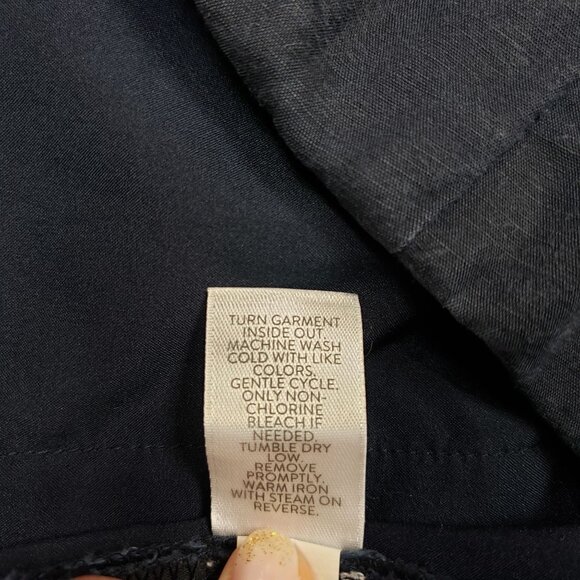 TURN GARMENT
INSIDE OUT.
MACHINE WASH
COLD WITH LIKE
COLORS.
GENTLE CYCLE.
ONLY NON-
CHLORINE
BLEACH IF
NEEDED.
TUMBLE DRY
LOW.
REMOVE
PROMPTLY.
WARM IRON
WITH STEAM ON
REVERSE.